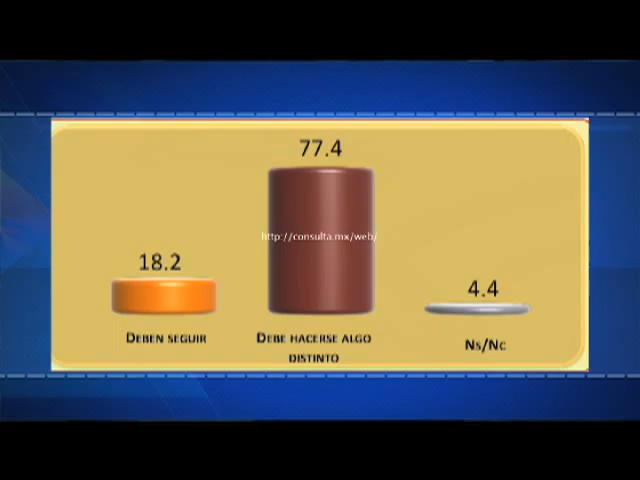 77.4
http://consulta.mx/web/
18.2
4.4
DEBEN SEGUIR
DEBE HACERSE ALGO
DISTINTO
NS/NC